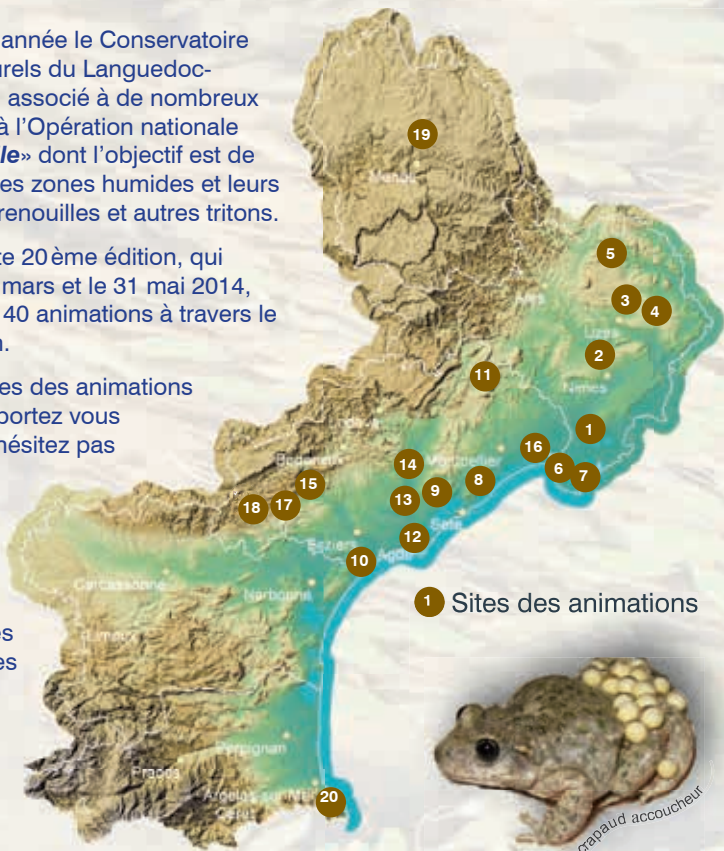 année le Conservatoire
urels du Languedoc-
associé à de nombreux
à l'Opération nationale
le» dont l'objectif est de
es zones humides et leurs
renouilles et autres tritons.
te 20ème édition, qui
mars et le 31 mai 2014,
40 animations à travers le
n.
es des animations
portez vous
hésitez pas
es
es
19
Mende
5
3
4
Alès
Uzès
2
Nîmes
11
1
16
6
7
Lodève
Montpellier
14
8
9
13
Bédarieux
15
17
18
Sète
12
Béziers
Agde
10
Carcassonne
Narbonne
Limoux
1 Sites des animations
Perpignan
Prades
Argelès sur Mer
20
Céret
crapaud accoucheur